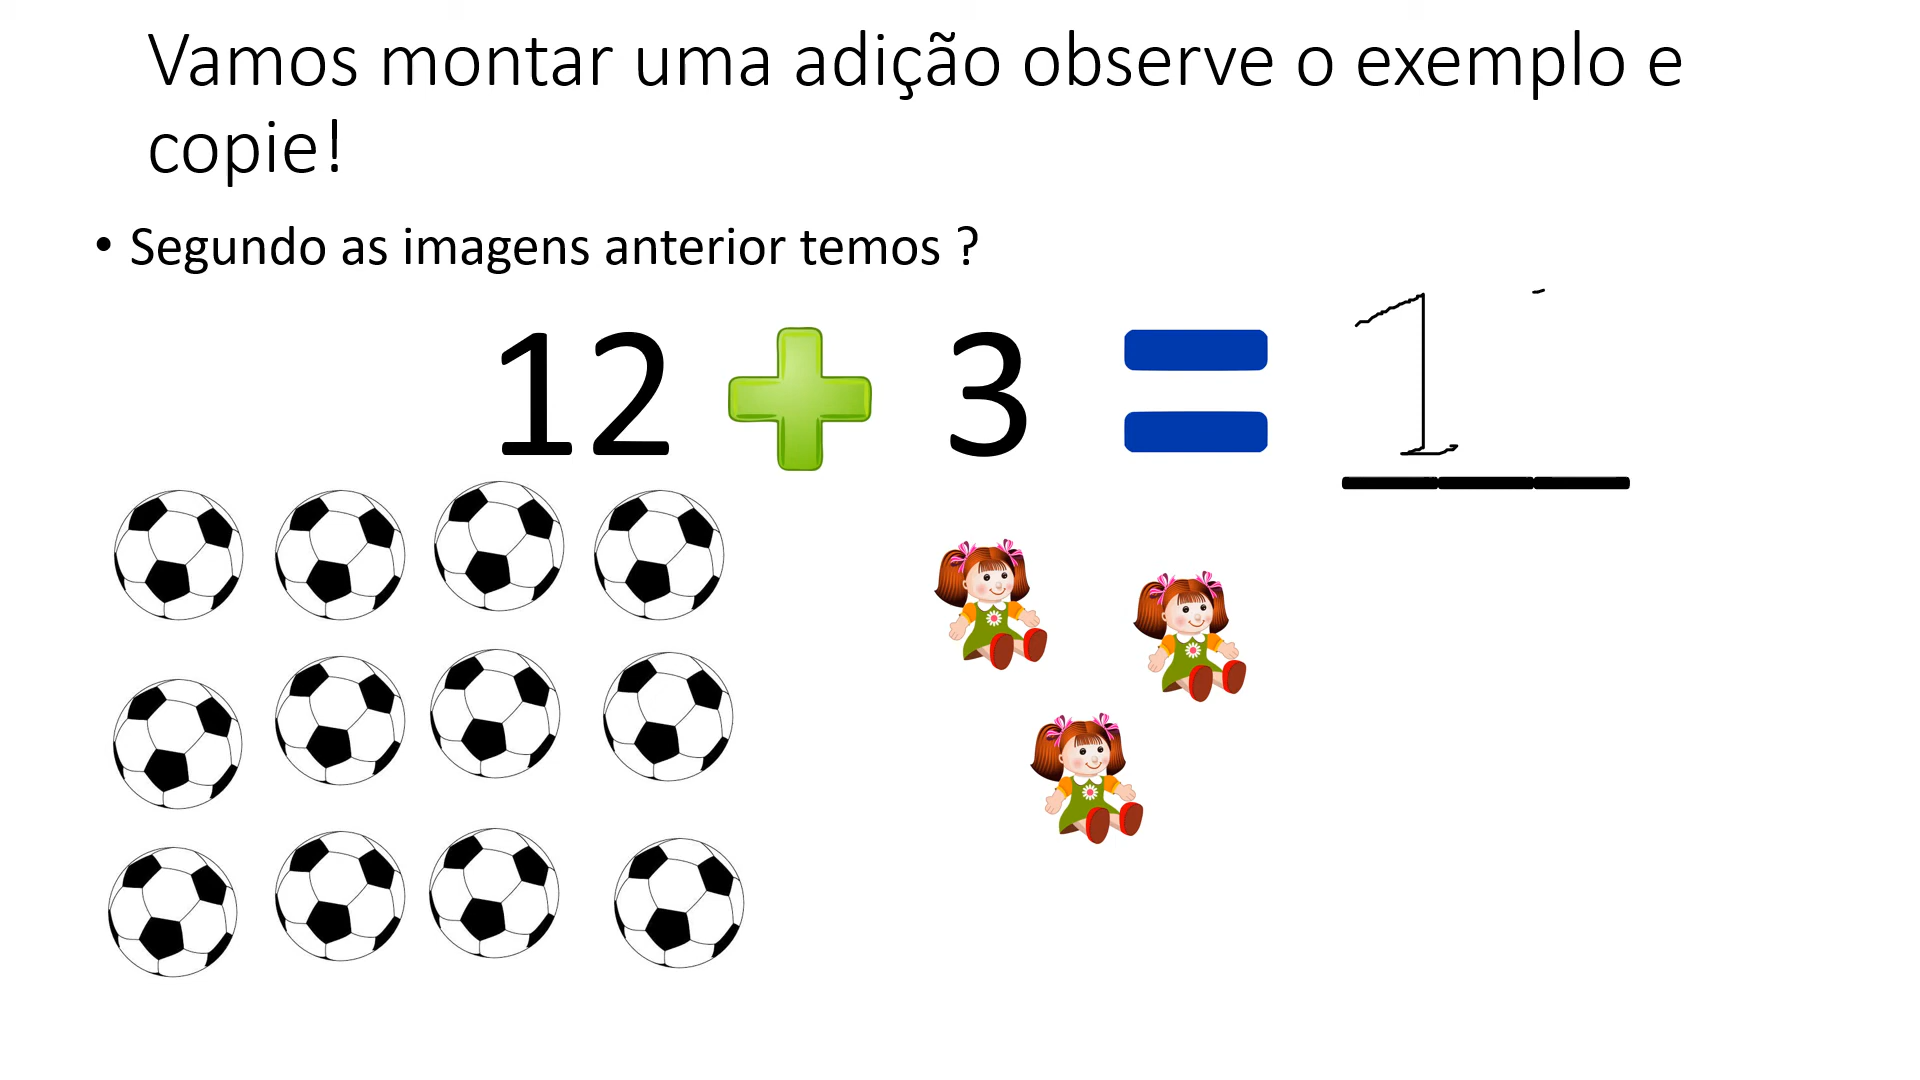 Vamos montar uma adição observe o exemplo e
copie!
• Segundo as imagens anterior temos ?
12 + 3 = 1